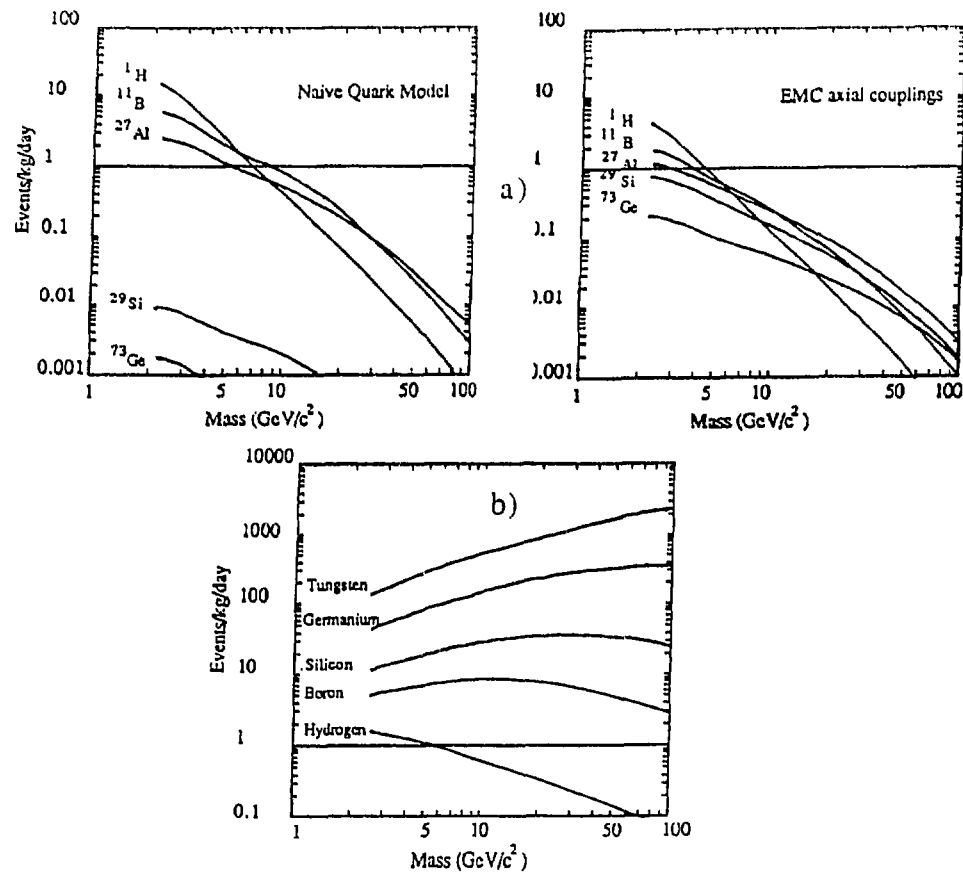 100
10
1
0.1
0.01
0.001
Events/kg/day
1H
11B
27Al
29Si
73Ge
Naive Quark Model
1
5
10
50
100
Mass (GeV/c2)
a)
100
10
1
0.1
0.01
0.001
1H
11B
27Al
29Si
73Ge
EMC axial couplings
1
5
10
50
100
Mass (GeV/c2)
b)
10000
1000
100
10
1
0.1
Events/kg/day
Tungsten
Germanium
Silicon
Boron
Hydrogen
1
5
10
50
100
Mass (GeV/c2)